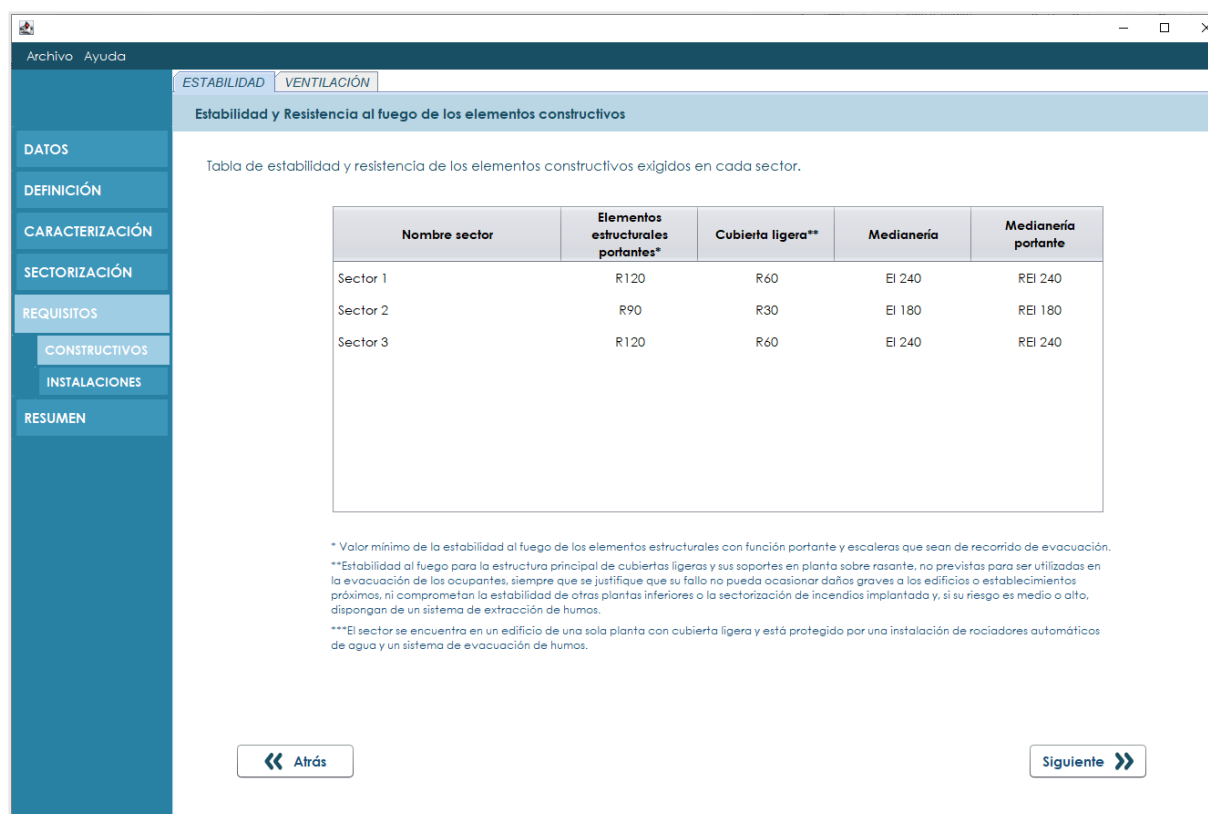 Archivo Ayuda
ESTABILIDAD VENTILACIÓN
Estabilidad y Resistencia al fuego de los elementos constructivos
DATOS
DEFINICIÓN
CARACTERIZACIÓN
SECTORIZACIÓN
REQUISITOS
CONSTRUCTIVOS
INSTALACIONES
RESUMEN
Tabla de estabilidad y resistencia de los elementos constructivos exigidos en cada sector.
Nombre sector
Elementos
estructurales
portantes*
Cubierta ligera**
Medianería
Medianería
portante
Sector 1 R120 R60 EI 240 REI 240
Sector 2 R90 R30 EI 180 REI 180
Sector 3 R120 R60 EI 240 REI 240
* Valor mínimo de la estabilidad al fuego de los elementos estructurales con función portante y escaleras que sean de recorrido de evacuación.
**Estabilidad al fuego para la estructura principal de cubiertas ligeras y sus soportes en planta sobre rasante, no previstas para ser utilizadas en
la evacuación de los ocupantes, siempre que se justifique que su fallo no pueda ocasionar daños graves a los edificios o establecimientos
próximos, ni comprometan la estabilidad de otras plantas inferiores o la sectorización de incendios implantada y, si su riesgo es medio o alto,
dispongan de un sistema de extracción de humos.
***El sector se encuentra en un edificio de una sola planta con cubierta ligera y está protegido por una instalación de rociadores automáticos
de agua y un sistema de evacuación de humos.
Atrás
Siguiente